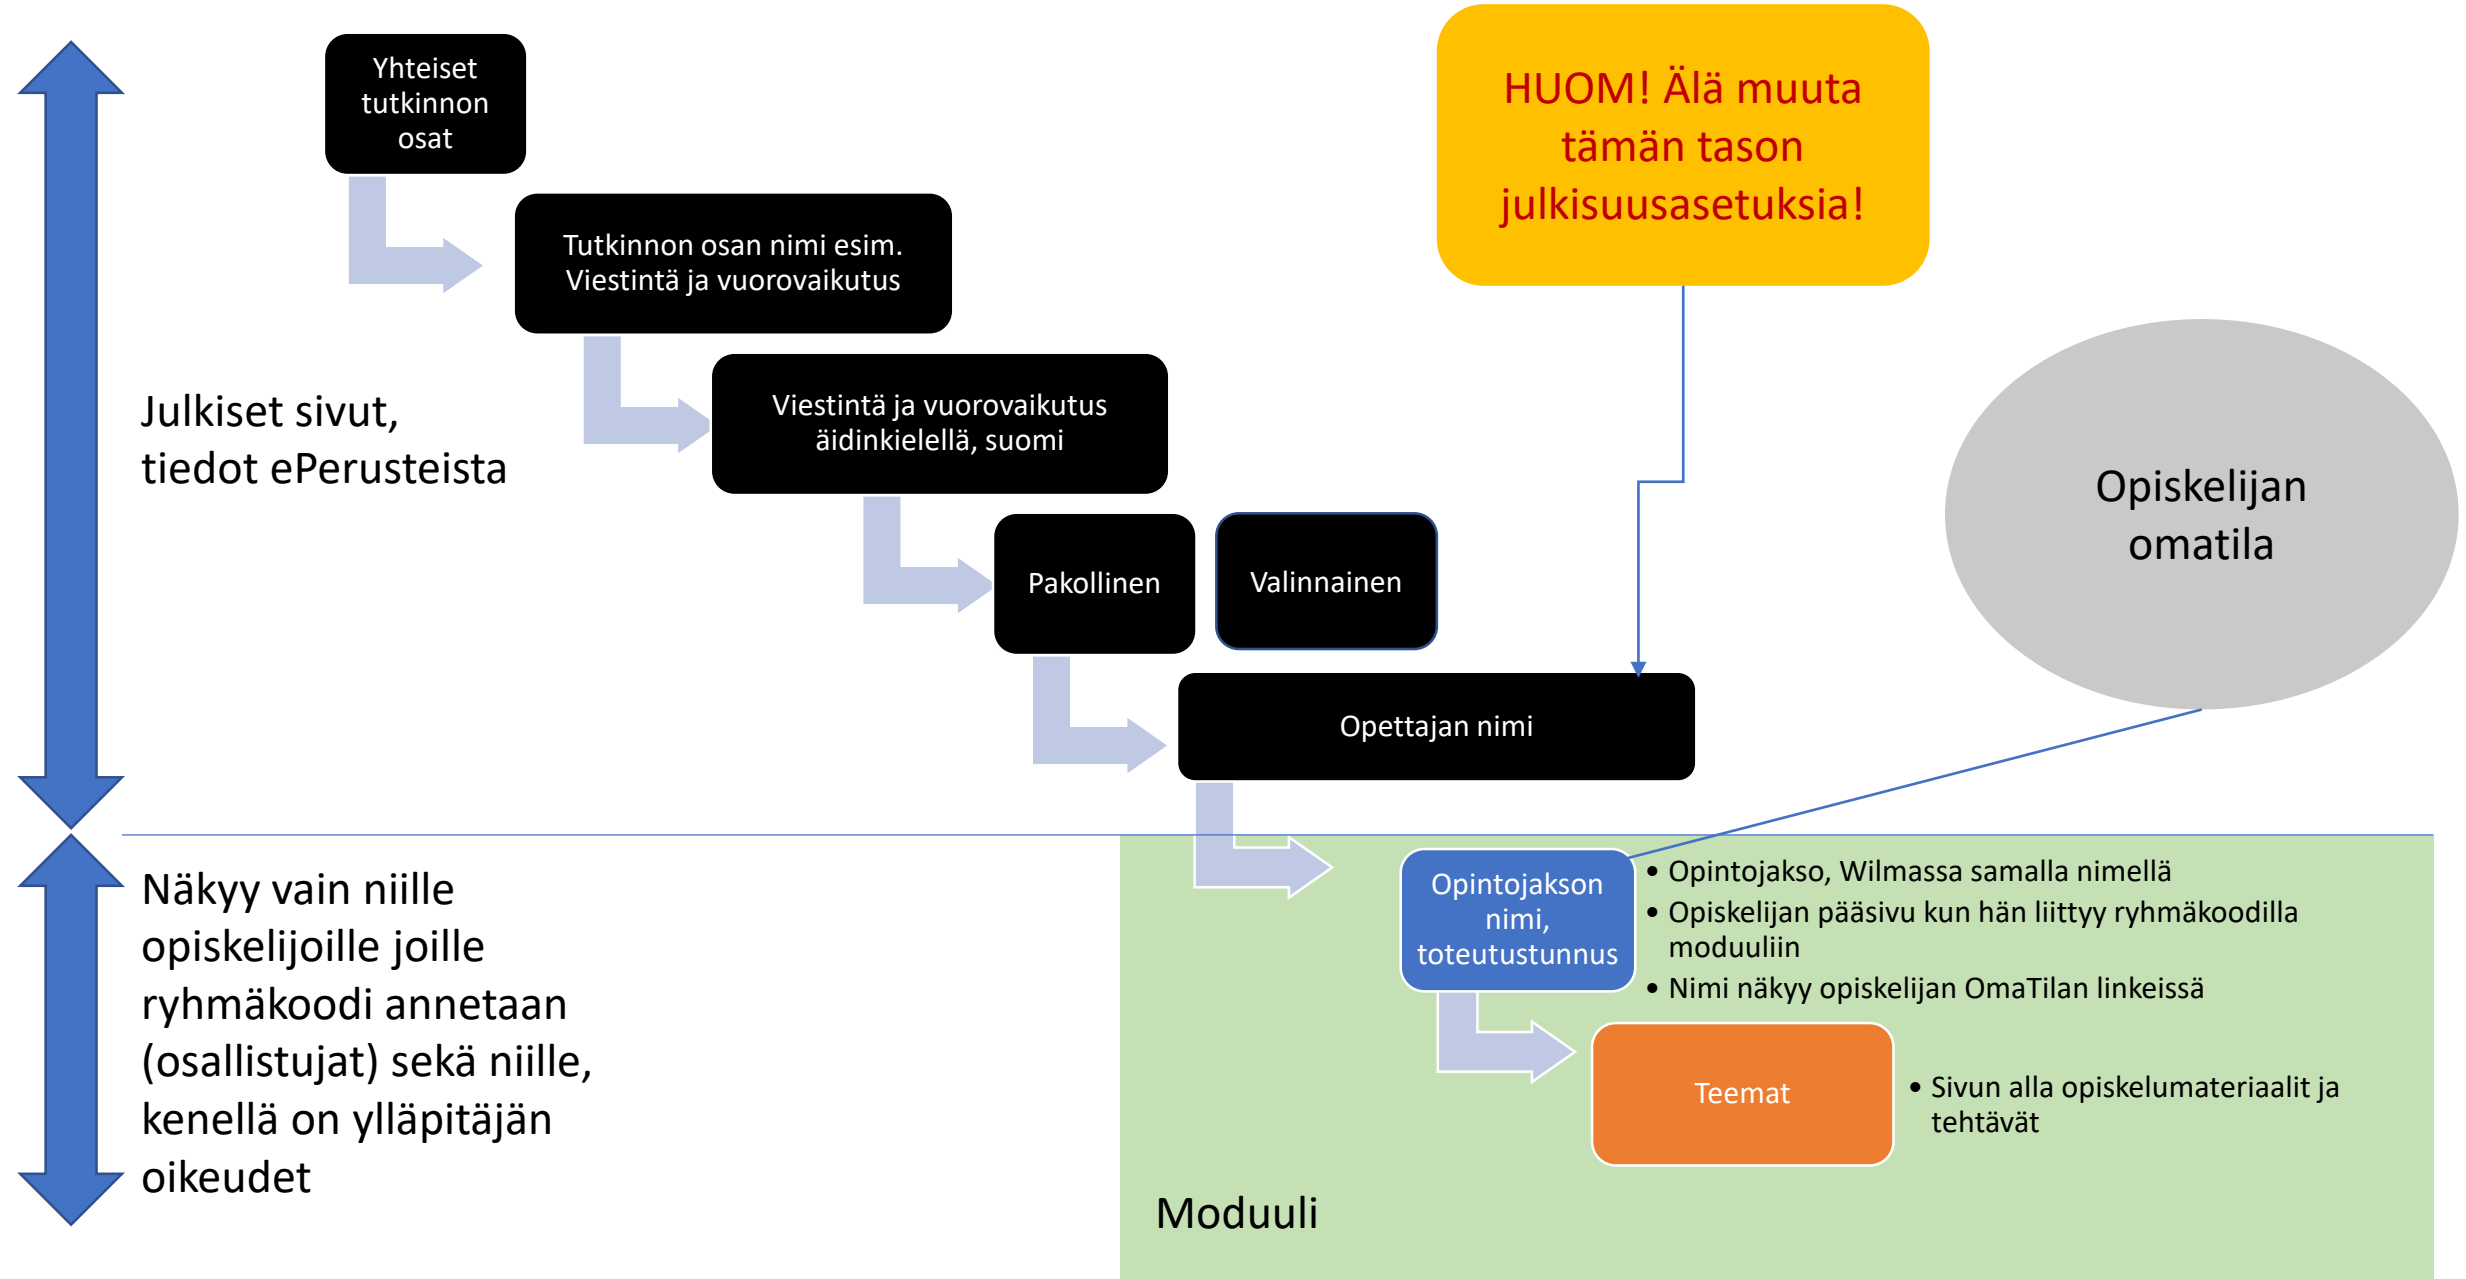 Yhteiset
tutkinnon
osat
HUOM! Älä muuta
tämän tason
julkisuusasetuksia!
Tutkinnon osan nimi esim.
Viestintä ja vuorovaikutus
Julkiset sivut,
tiedot ePerusteista
Viestintä ja vuorovaikutus
äidinkielellä, suomi
Opiskelijan
omatila
Pakollinen
Valinnainen
Opettajan nimi
Näkyy vain niille
opiskelijoille joille
ryhmäkoodi annetaan
(osallistujat) sekä niille,
kenellä on ylläpitäjän
oikeudet
Opintojakson
nimi,
toteutustunnus
• Opintojakso, Wilmassa samalla nimellä
• Opiskelijan pääsivu kun hän liittyy ryhmäkoodilla
moduuliin
• Nimi näkyy opiskelijan OmaTilan linkeissä
Teemat
• Sivun alla opiskelumateriaalit ja
tehtävät
Moduuli